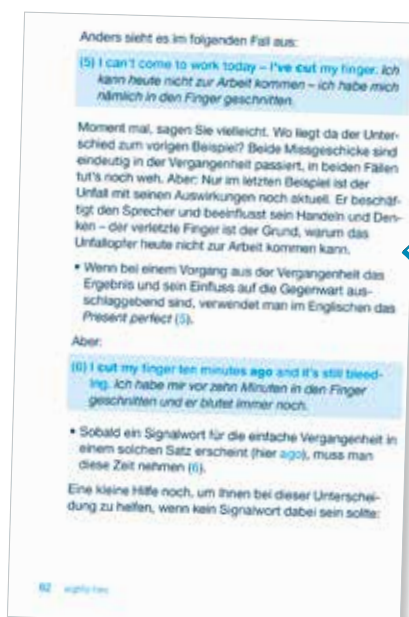 Anders sieht es im folgenden Fall aus:
(5) I can't come to work today – I've cut my finger. Ich
kann heute nicht zur Arbeit kommen – ich habe mich
nämlich in den Finger geschnitten.
Moment mal, sagen Sie vielleicht. Wo liegt da der Unter-
schied zum vorigen Beispiel? Beide Missgeschicke sind
eindeutig in der Vergangenheit passiert, in beiden Fällen
tut's noch weh. Aber: Nur im letzten Beispiel ist der
Unfall mit seinen Auswirkungen noch aktuell. Er beschäf-
tigt den Sprecher und beeinflusst sein Handeln und Den-
ken – der verletzte Finger ist der Grund, warum das
Unfallopfer heute nicht zur Arbeit kommen kann.
• Wenn bei einem Vorgang aus der Vergangenheit das
Ergebnis und sein Einfluss auf die Gegenwart aus-
schlaggebend sind, verwendet man im Englischen das
Present perfect (5).
Aber:
(6) I cut my finger ten minutes ago and it's still bleed-
ing. Ich habe mir vor zehn Minuten in den Finger
geschnitten und er blutet immer noch.
• Sobald ein Signalwort für die einfache Vergangenheit in
einem solchen Satz erscheint (hier ago), muss man
diese Zeit nehmen (6).
Eine kleine Hilfe noch, um Ihnen bei dieser Unterschei-
dung zu helfen, wenn kein Signalwort dabei sein sollte:
82 eighty-two